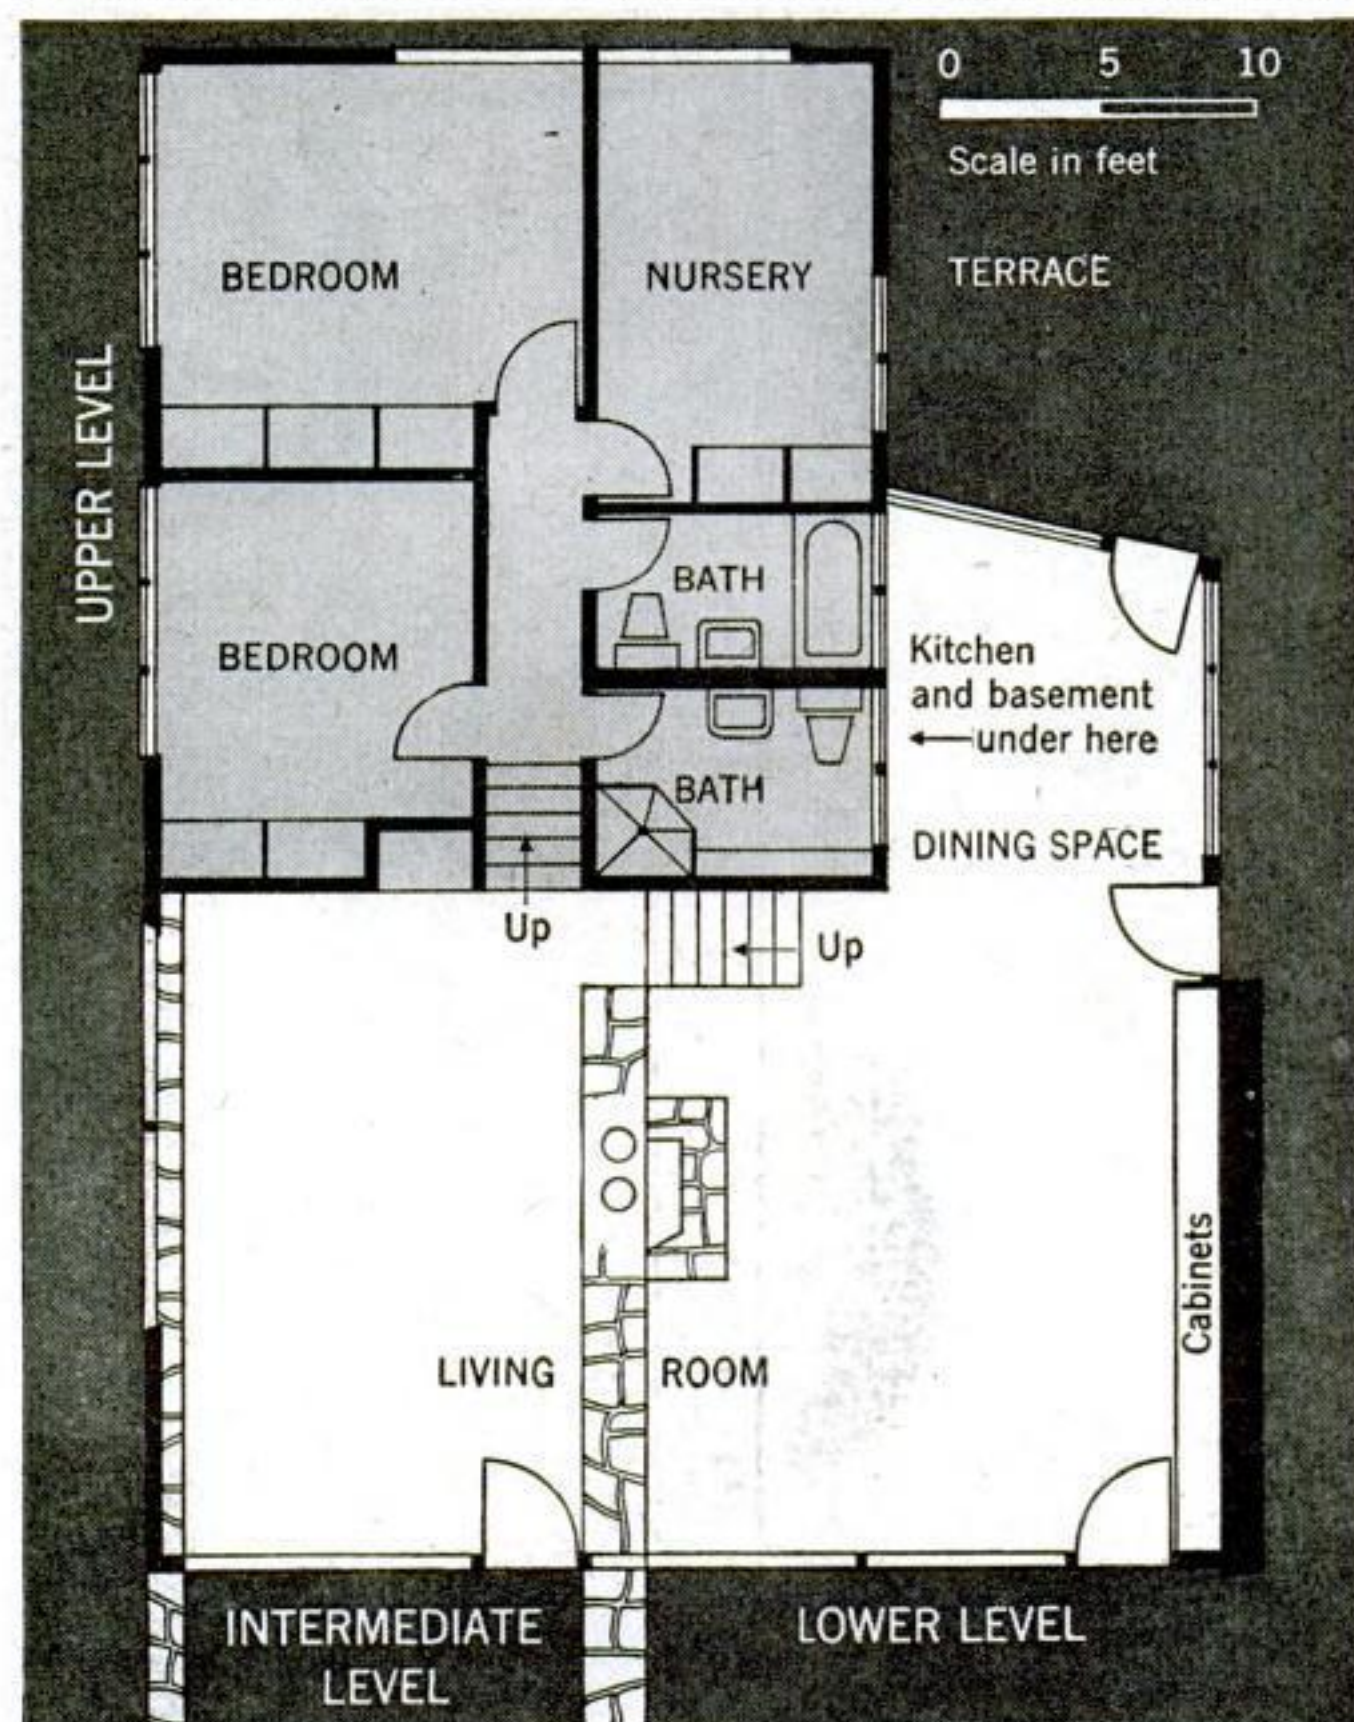 0 5 10
Scale in feet
BEDROOM
NURSERY
TERRACE
UPPER LEVEL
BATH
BEDROOM
Kitchen
and basement
under here
BATH
DINING SPACE
Up
Up
Cabinets
LIVING ROOM
INTERMEDIATE
LEVEL
LOWER LEVEL